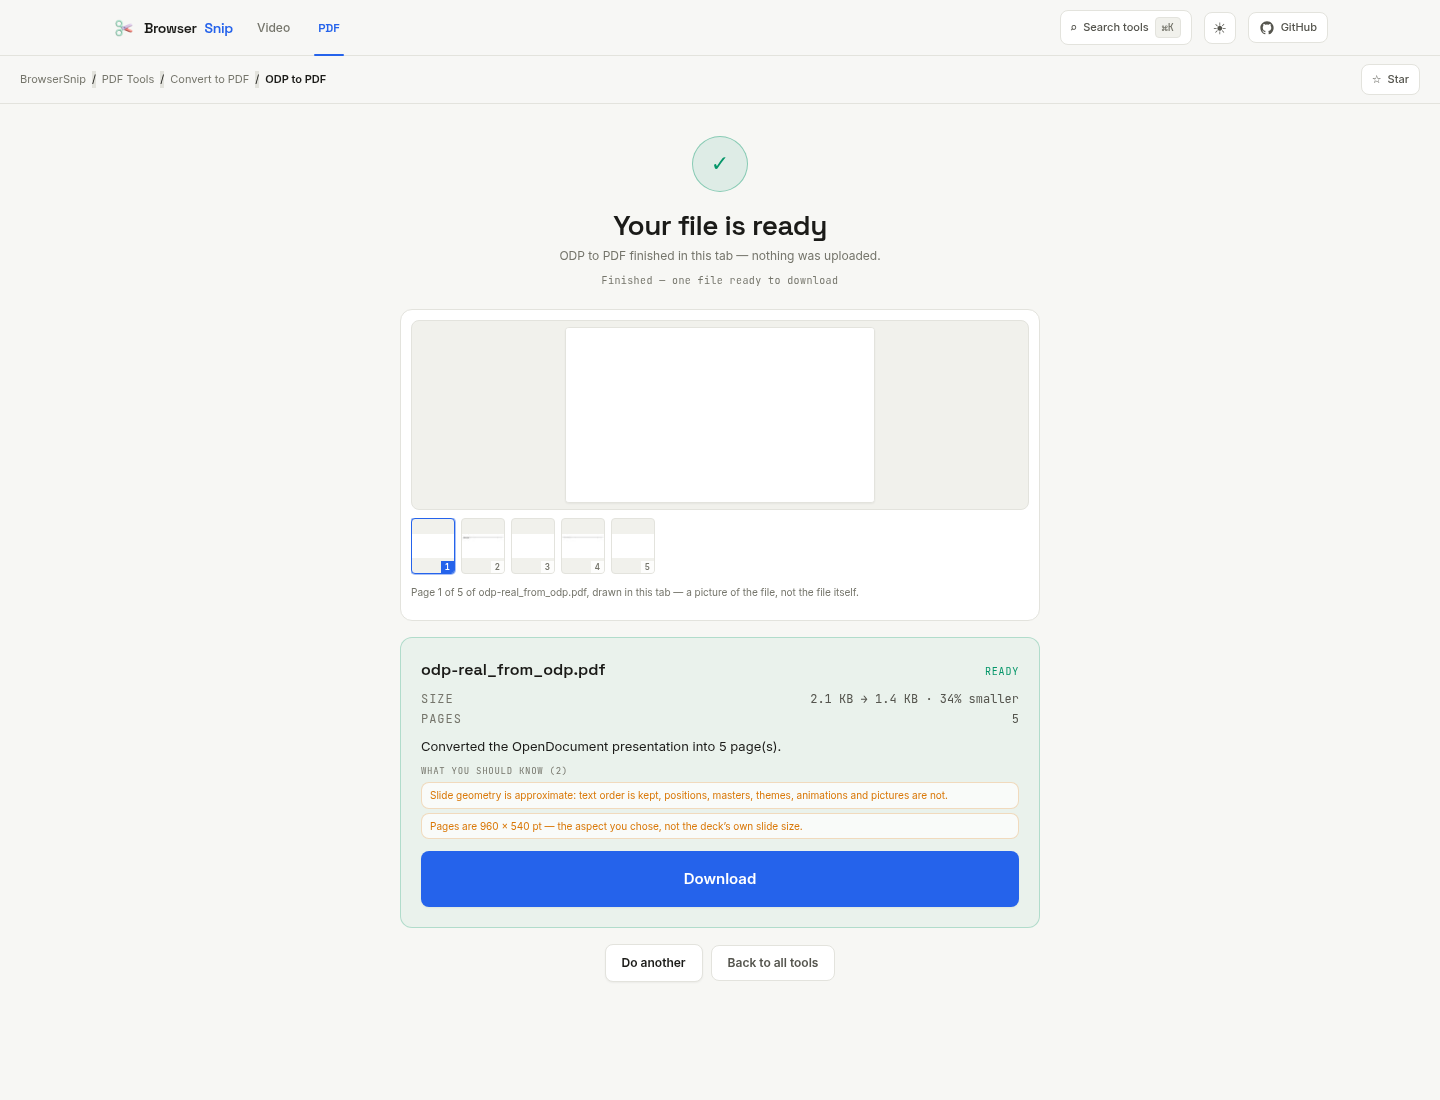 Browser Snip Video PDF Search tools ⌘K GitHub
BrowserSnip / PDF Tools / Convert to PDF / ODP to PDF ☆ Star
✓
Your file is ready
ODP to PDF finished in this tab — nothing was uploaded.
Finished — one file ready to download
1 2 3 4 5
Page 1 of 5 of odp-real_from_odp.pdf, drawn in this tab — a picture of the file, not the file itself.
odp-real_from_odp.pdf READY
SIZE 2.1 KB → 1.4 KB · 34% smaller
PAGES 5
Converted the OpenDocument presentation into 5 page(s).
WHAT YOU SHOULD KNOW (2)
Slide geometry is approximate: text order is kept, positions, masters, themes, animations and pictures are not.
Pages are 960 × 540 pt — the aspect you chose, not the deck's own slide size.
Download
Do another Back to all tools